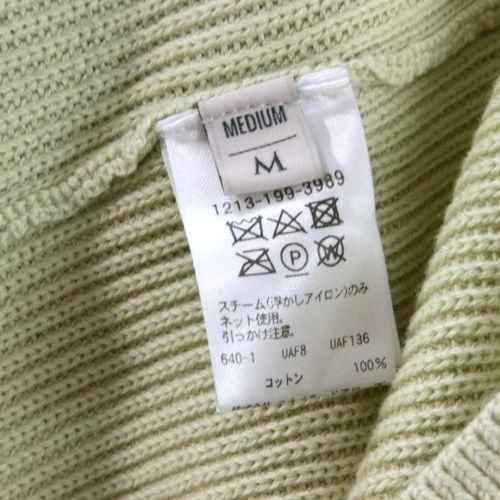 MEDIUM
M
1213-199-3989
P
W
スチーム(浮かしアイロン)のみ
ネット使用。
引っかけ注意。
640-1 UAF8 UAF136
100%
コットン